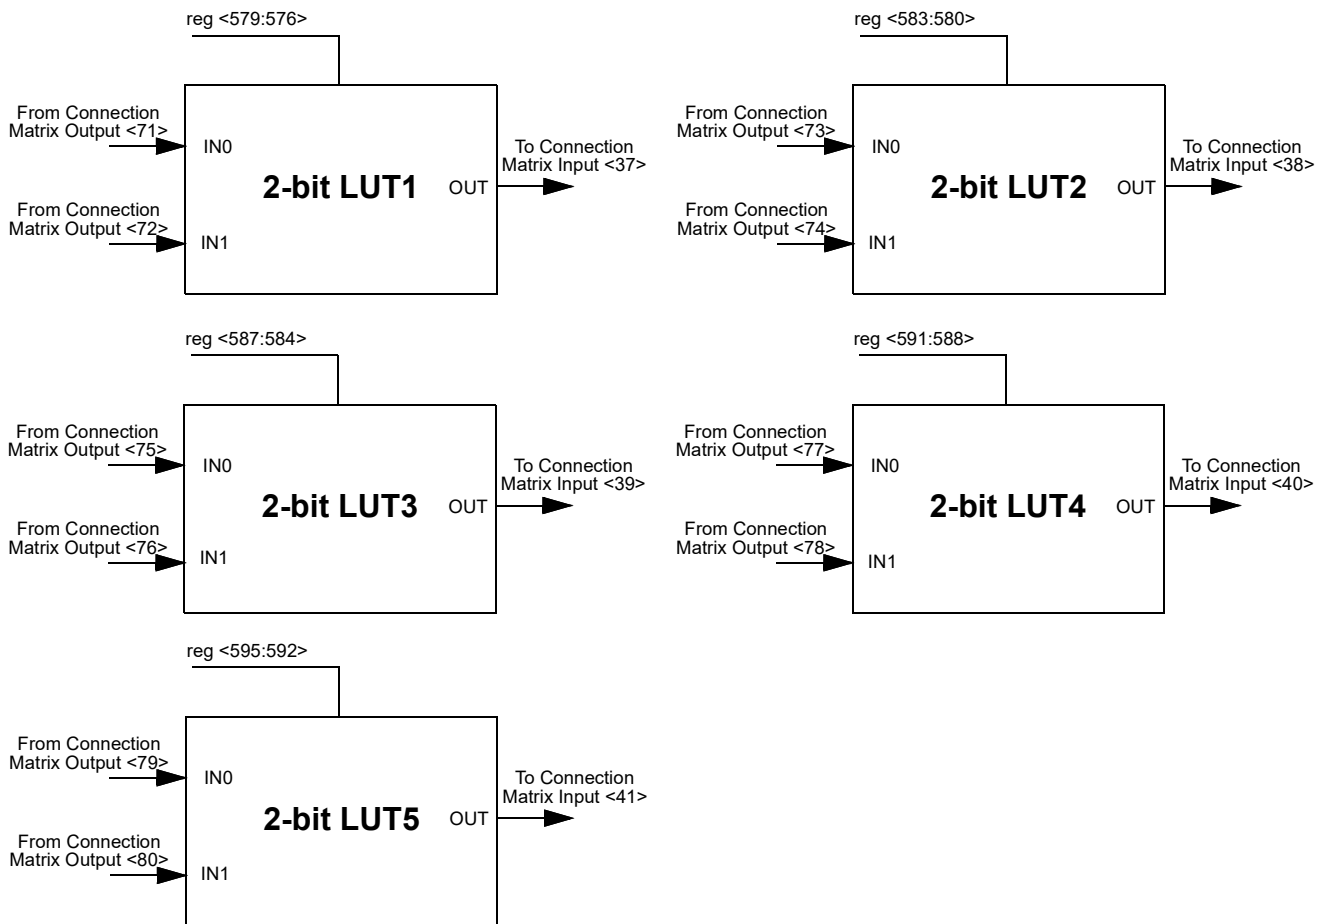 reg <579:576>
From Connection
Matrix Output <71>
IN0
2-bit LUT1
OUT
To Connection
Matrix Input <37>
From Connection
Matrix Output <72>
IN1
reg <583:580>
From Connection
Matrix Output <73>
IN0
2-bit LUT2
OUT
To Connection
Matrix Input <38>
From Connection
Matrix Output <74>
IN1
reg <587:584>
From Connection
Matrix Output <75>
IN0
2-bit LUT3
OUT
To Connection
Matrix Input <39>
From Connection
Matrix Output <76>
IN1
reg <591:588>
From Connection
Matrix Output <77>
IN0
2-bit LUT4
OUT
To Connection
Matrix Input <40>
From Connection
Matrix Output <78>
IN1
reg <595:592>
From Connection
Matrix Output <79>
IN0
2-bit LUT5
OUT
To Connection
Matrix Input <41>
From Connection
Matrix Output <80>
IN1